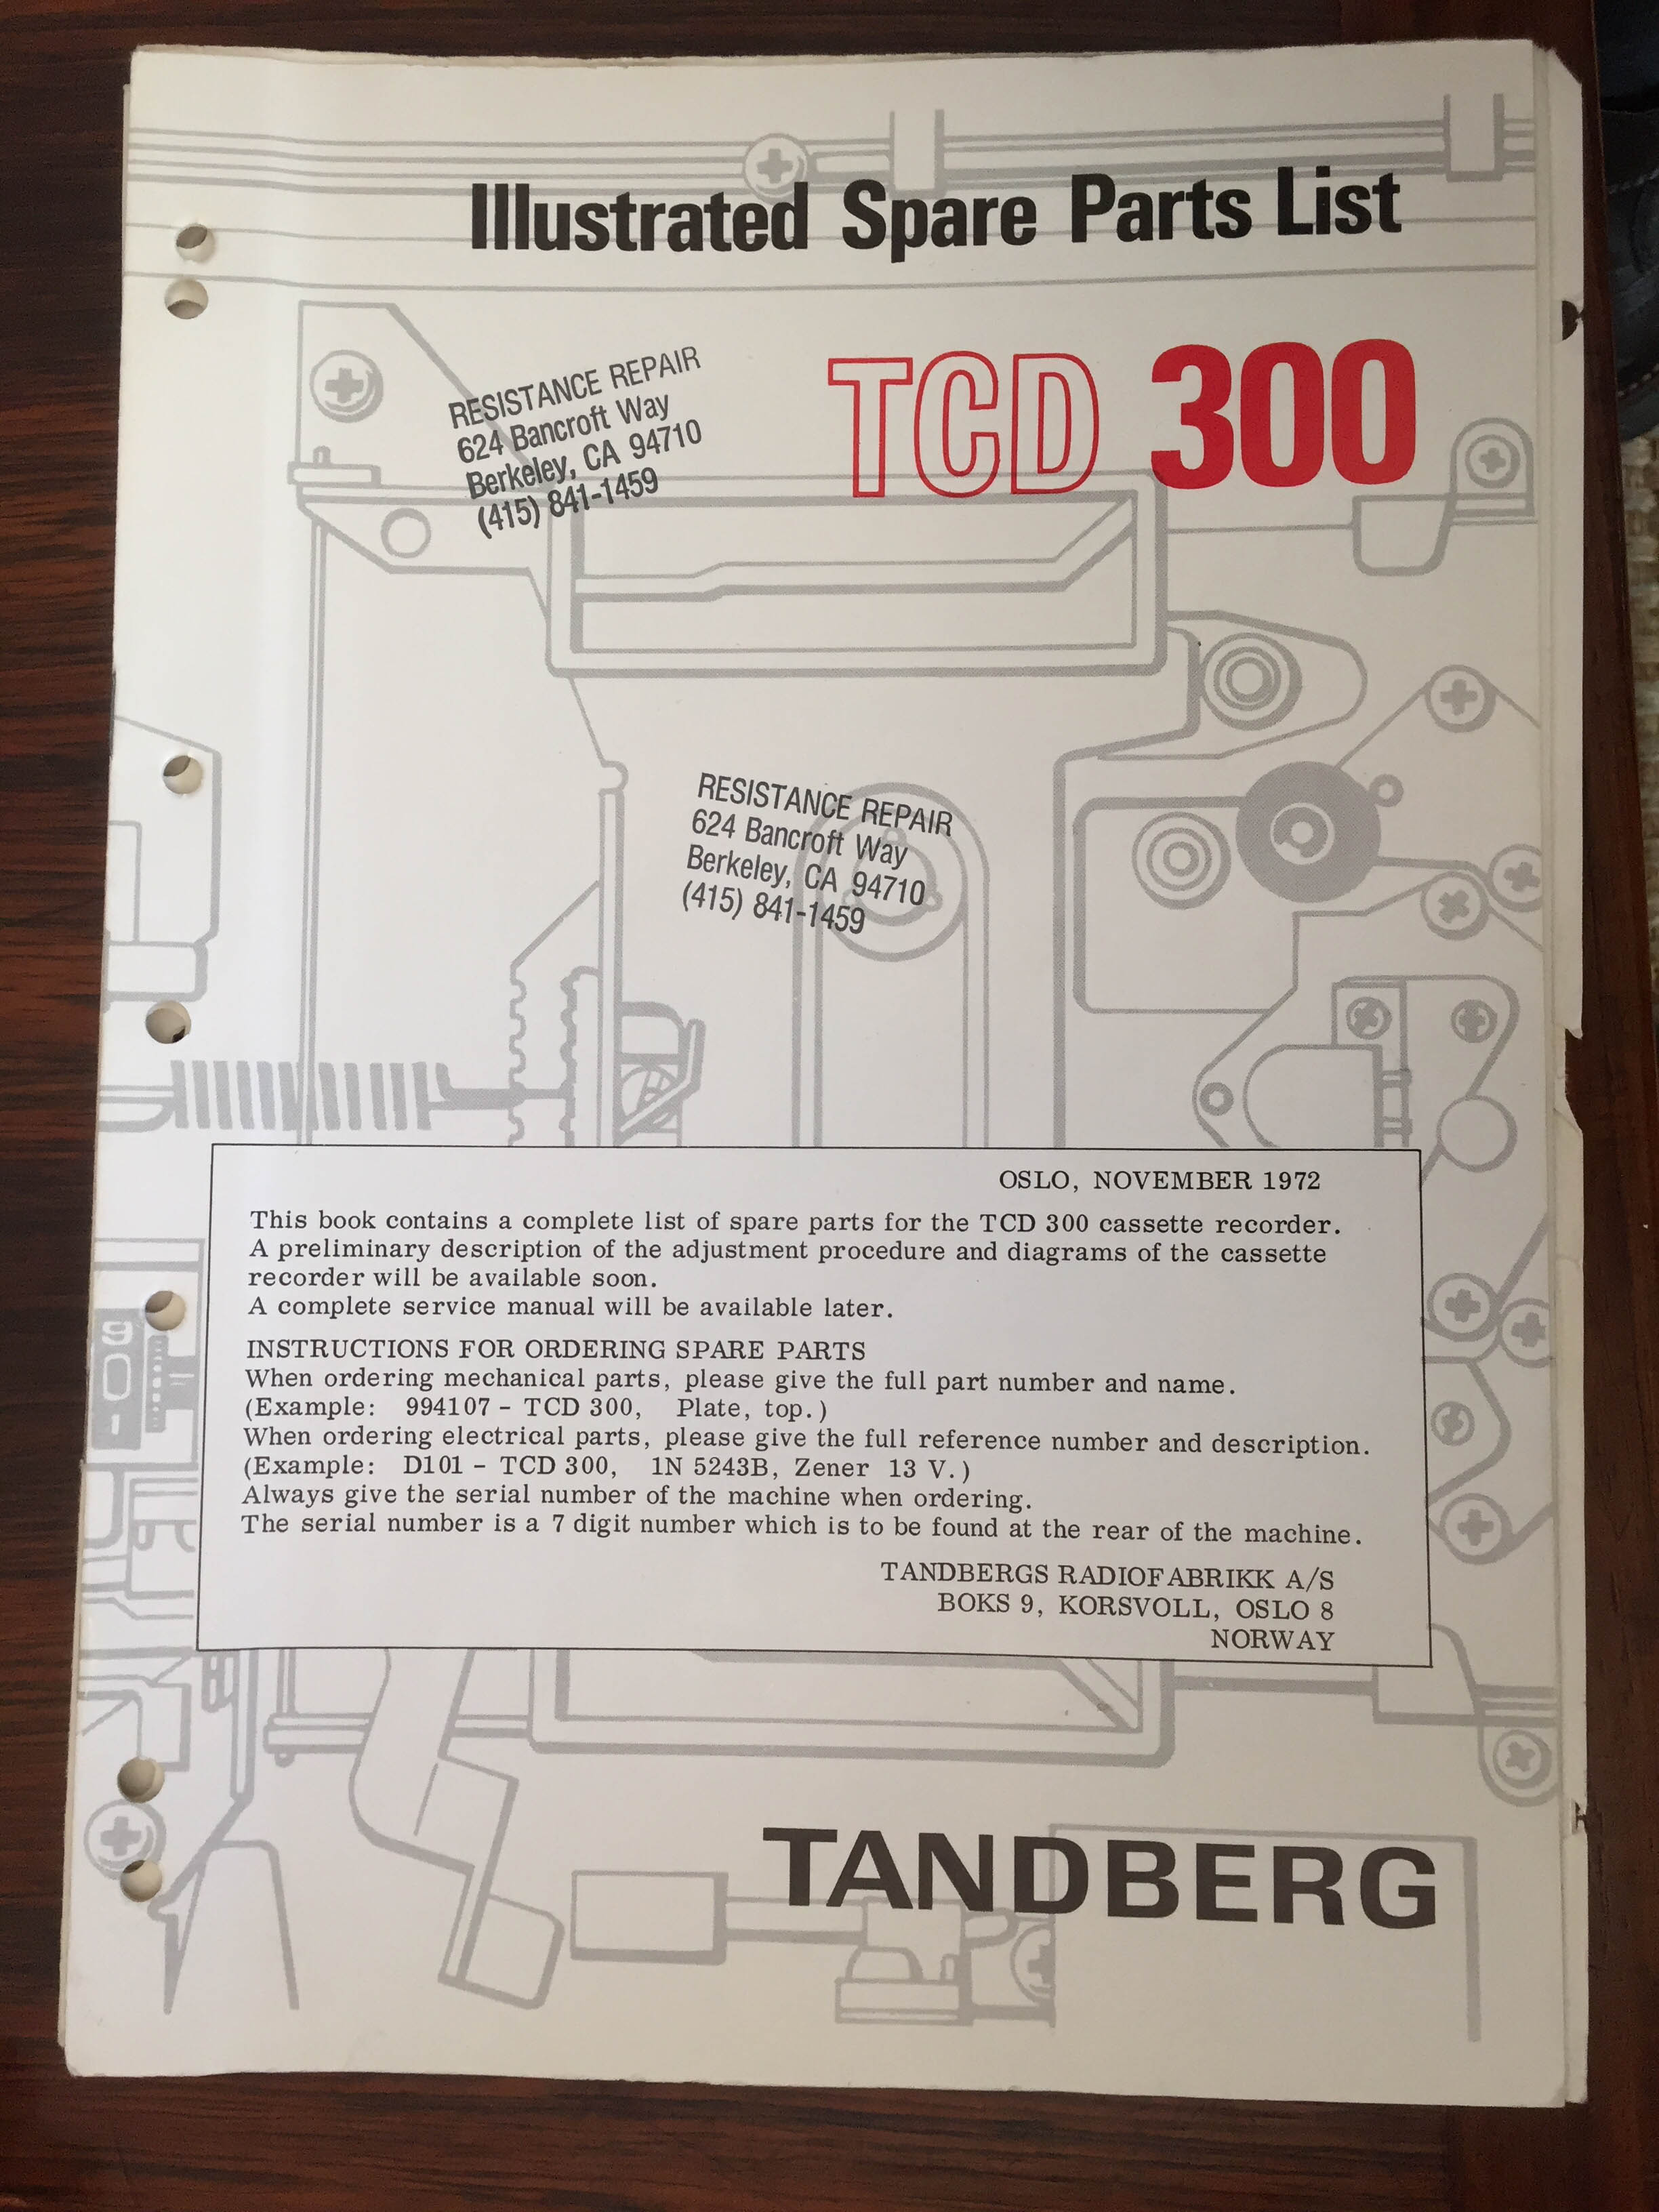 Illustrated Spare Parts List
TCD 300
RESISTANCE REPAIR
624 Bancroft Way
Berkeley, CA 94710
(415) 841-1459
RESISTANCE REPAIR
624 Bancroft Way
Berkeley, CA 94710
(415) 841-1459
OSLO, NOVEMBER 1972
This book contains a complete list of spare parts for the TCD 300 cassette recorder.
A preliminary description of the adjustment procedure and diagrams of the cassette
recorder will be available soon.
A complete service manual will be available later.
INSTRUCTIONS FOR ORDERING SPARE PARTS
When ordering mechanical parts, please give the full part number and name.
(Example: 994107 - TCD 300, Plate, top.)
When ordering electrical parts, please give the full reference number and description.
(Example: D101 - TCD 300, 1N 5243B, Zener 13 V.)
Always give the serial number of the machine when ordering.
The serial number is a 7 digit number which is to be found at the rear of the machine.
TANDBERGS RADIOFABRIKK A/S
BOKS 9, KORSVOLL, OSLO 8
NORWAY
901
TANDBERG